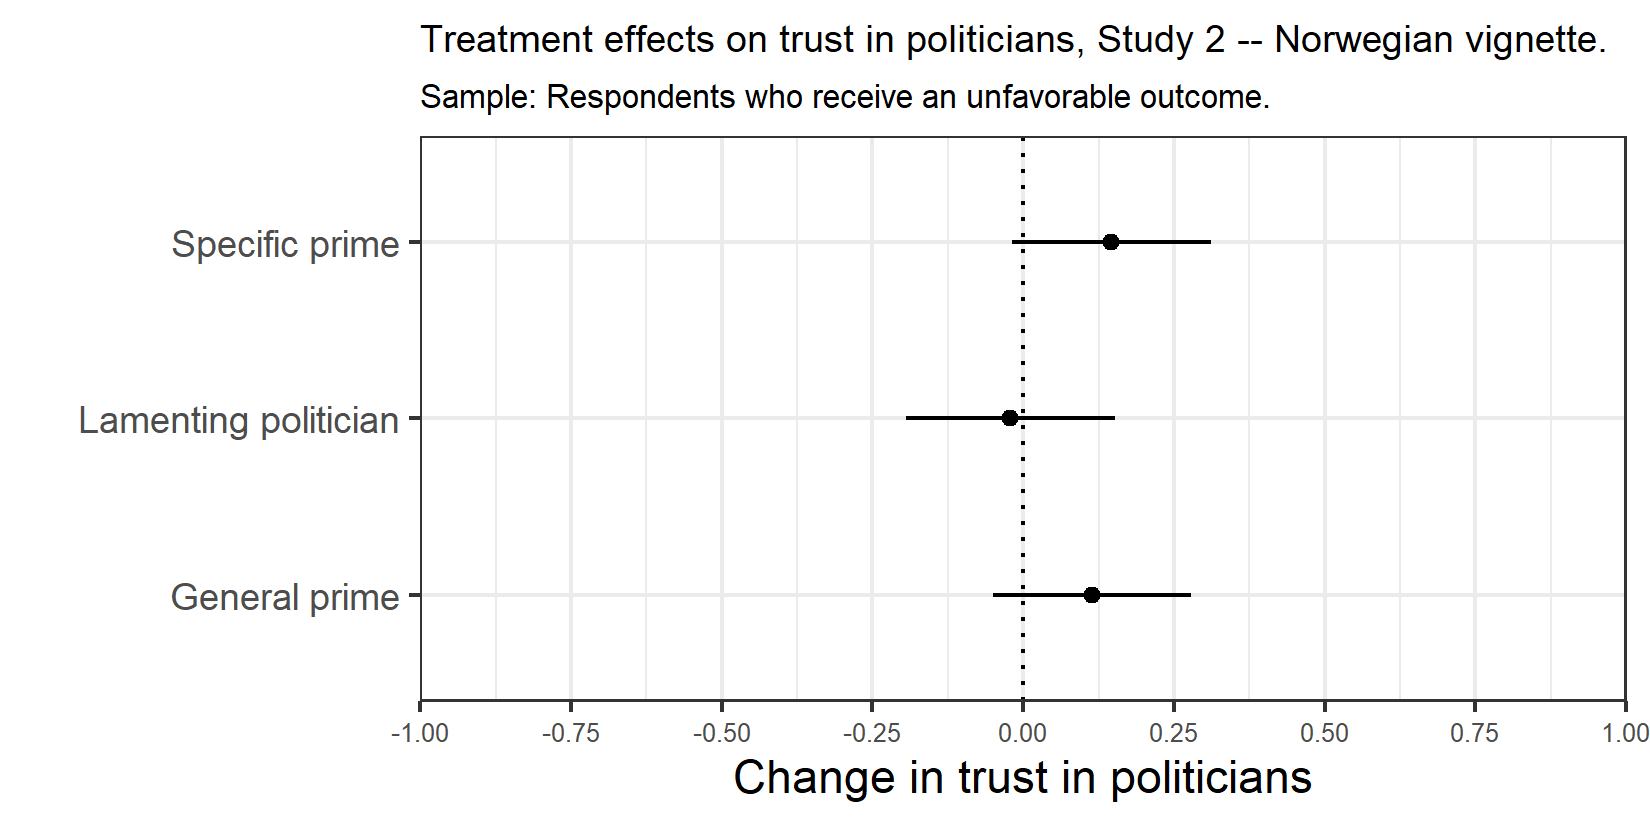 Treatment effects on trust in politicians, Study 2 -- Norwegian vignette.
Sample: Respondents who receive an unfavorable outcome.
Specific prime
Lamenting politician
General prime
-1.00 -0.75 -0.50 -0.25 0.00 0.25 0.50 0.75 1.00
Change in trust in politicians